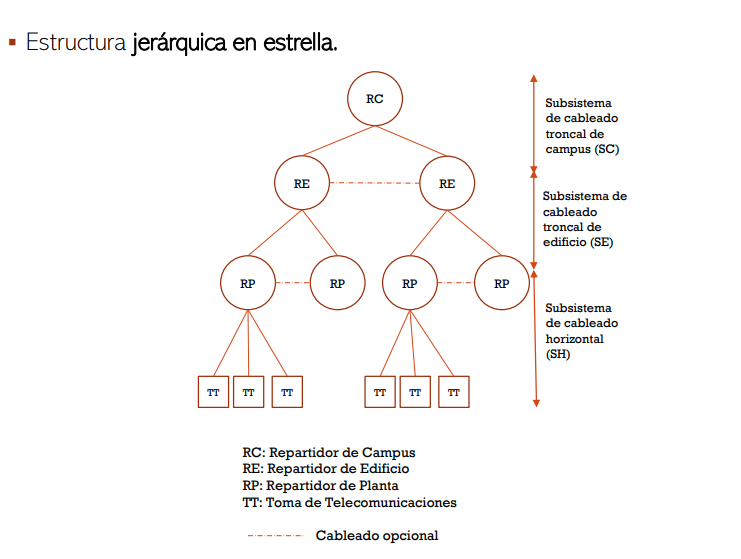 ▪ Estructura jerárquica en estrella.
RC
Subsistema
de cableado
troncal de
campus (SC)
RE
RE
Subsistema de
cableado
troncal de
edificio (SE)
RP
RP
RP
RP
Subsistema
de cableado
horizontal
(SH)
TT
TT
TT
TT
TT
TT
RC: Repartidor de Campus
RE: Repartidor de Edificio
RP: Repartidor de Planta
TT: Toma de Telecomunicaciones
Cableado opcional